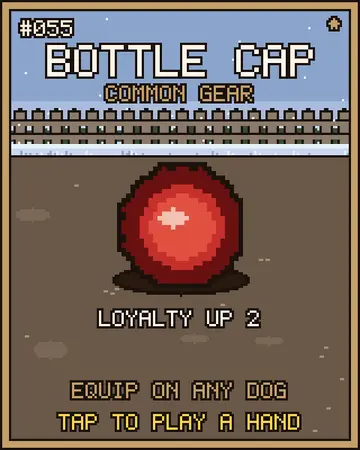 #055
BOTTLE CAP
COMMON GEAR
LOYALTY UP 2
EQUIP ON ANY DOG
TAP TO PLAY A HAND